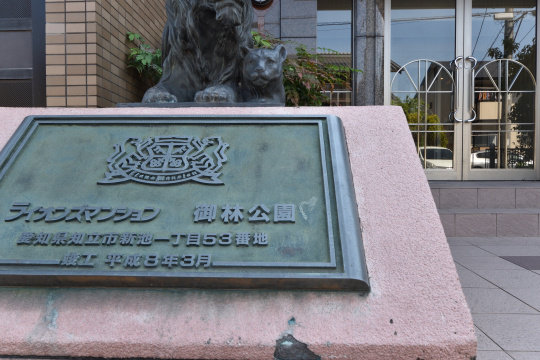 ライオンズマンション 御林公園
愛知県知立市新池一丁目53番地
竣工 平成8年3月